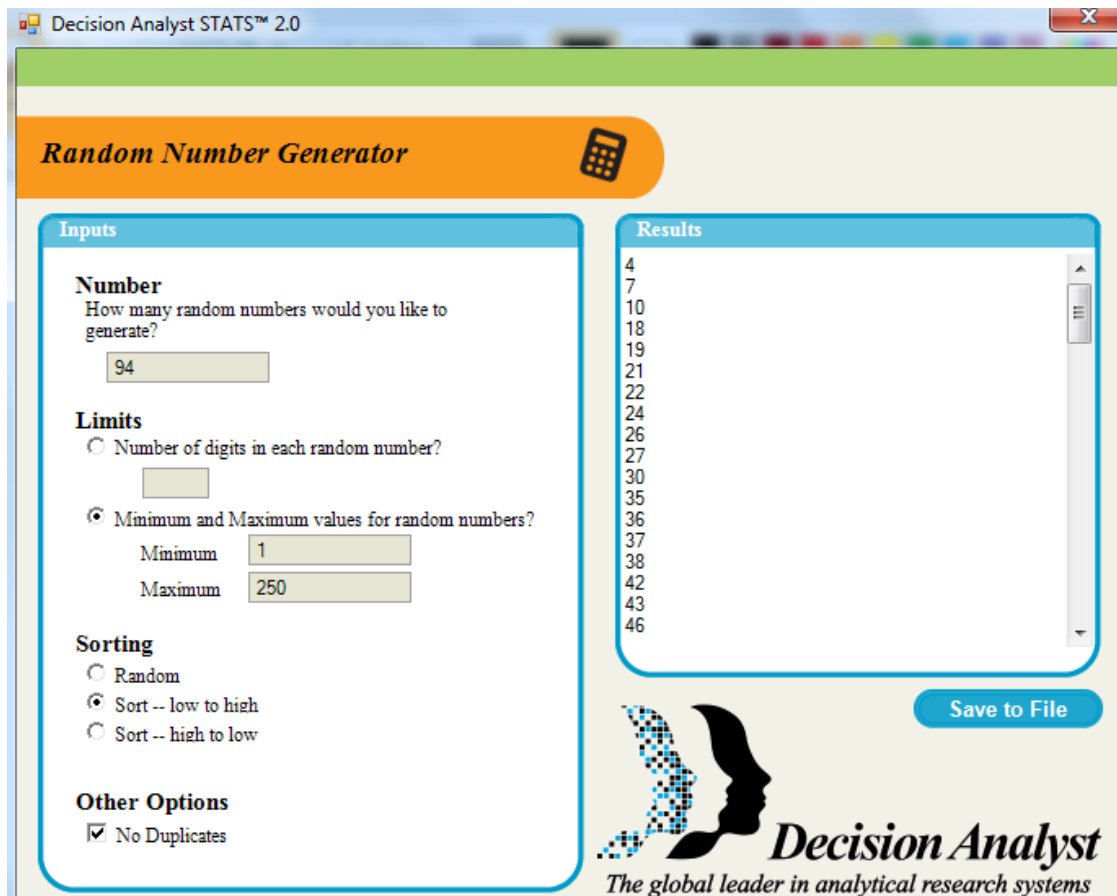 Decision Analyst STATS™ 2.0
Random Number Generator
Inputs
Number
How many random numbers would you like to
generate?
94
Limits
Number of digits in each random number?
Minimum and Maximum values for random numbers?
Minimum 1
Maximum 250
Sorting
Random
Sort -- low to high
Sort -- high to low
Other Options
No Duplicates
Results
4
7
10
18
19
21
22
24
26
27
30
35
36
37
38
42
43
46
Save to File
Decision Analyst
The global leader in analytical research systems